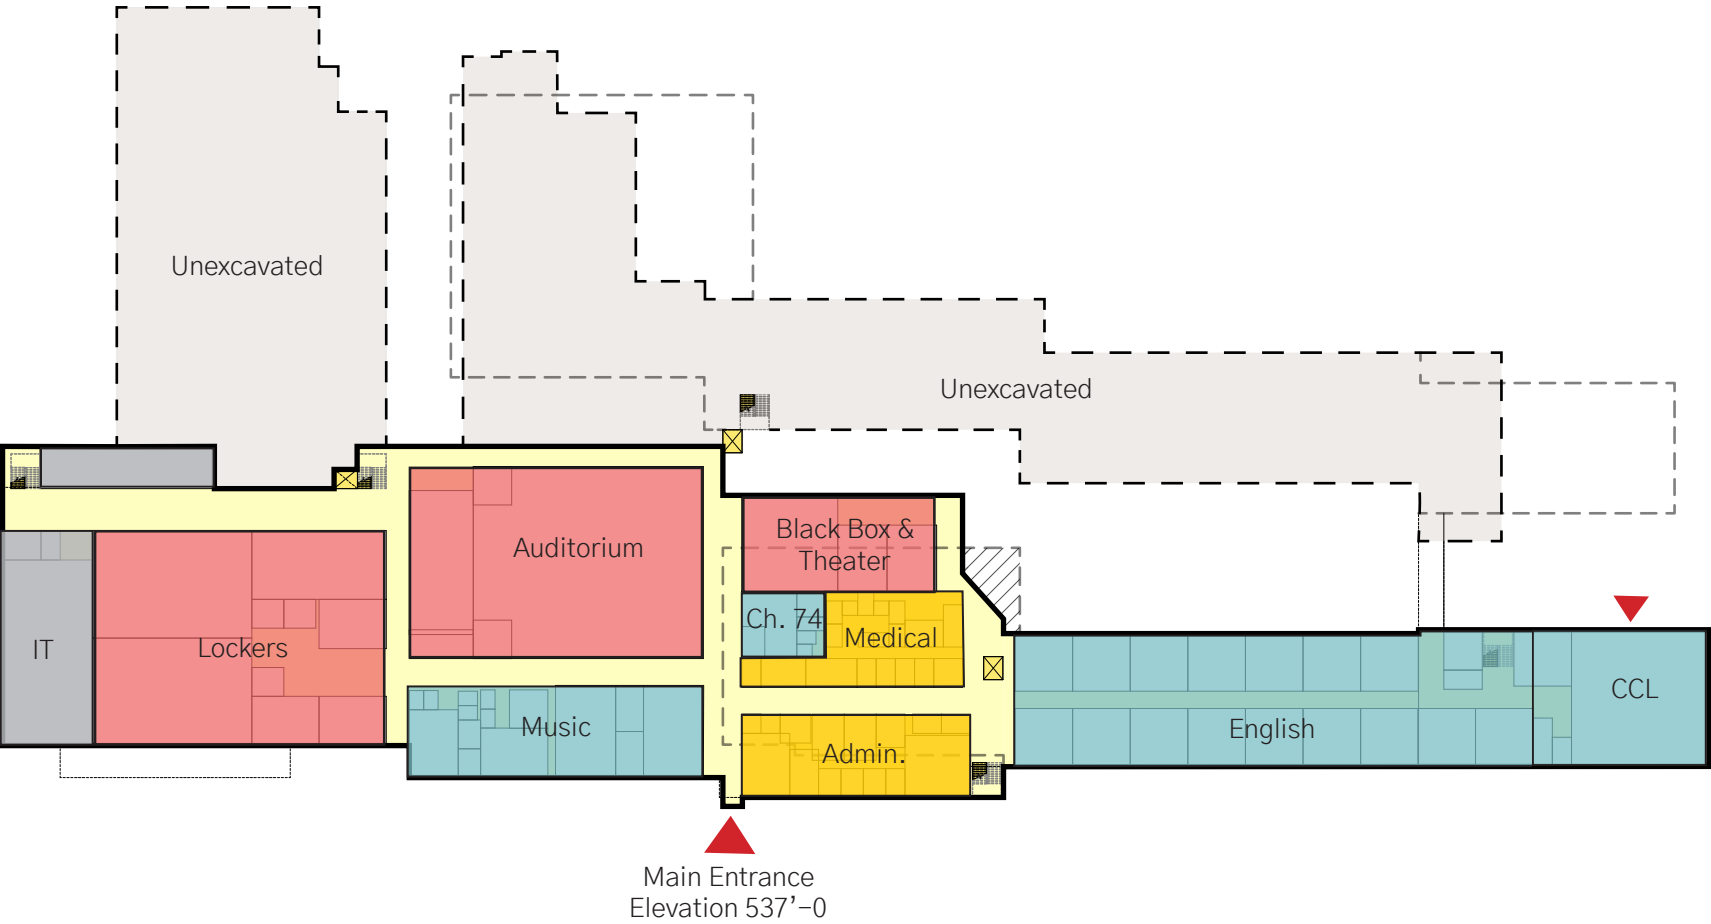 Unexcavated
Unexcavated
Auditorium
Black Box &
Theater
Ch. 74
Medical
IT
Lockers
Music
Admin.
English
CCL
Main Entrance
Elevation 537’-0